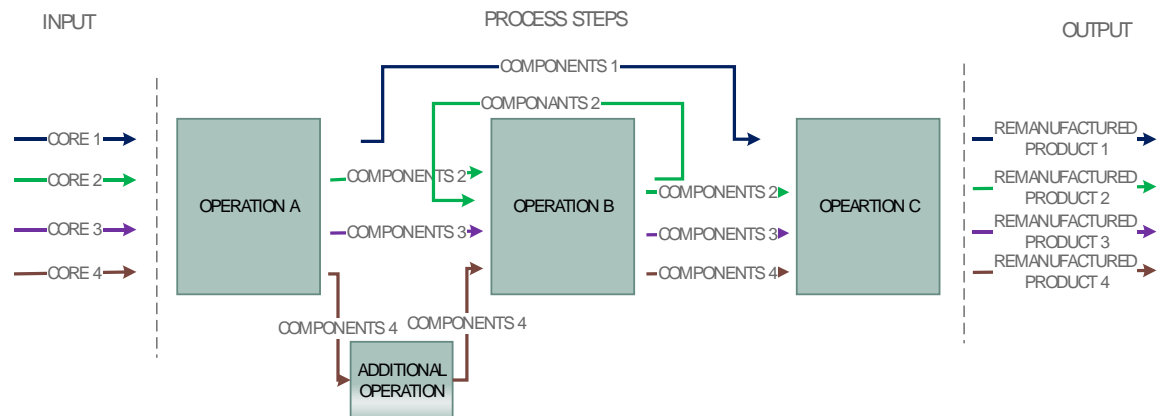 INPUT
PROCESS STEPS
OUTPUT
COMPONENTS 1
COMPONANTS 2
CORE 1
CORE 2
CORE 3
CORE 4
OPERATION A
COMPONENTS 2
COMPONENTS 3
COMPONENTS 4
COMPONENTS 4
ADDITIONAL
OPERATION
OPERATION B
COMPONENTS 2
COMPONENTS 3
COMPONENTS 4
OPEARTION C
REMANUFACTURED
PRODUCT 1
REMANUFACTURED
PRODUCT 2
REMANUFACTURED
PRODUCT 3
REMANUFACTURED
PRODUCT 4